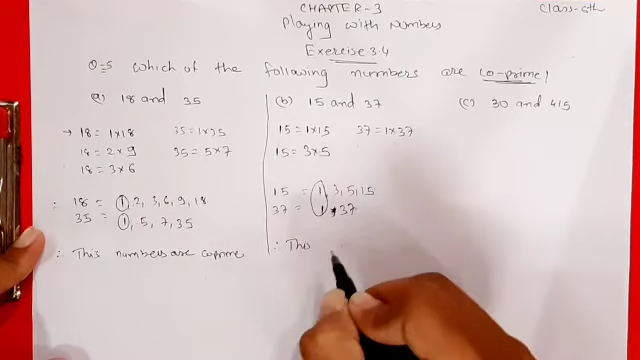 CHAPTER-3
Class-6th
Playing with Numbers
Exercise 3.4
Q=5 which of the following numbers are co-prime!
(a) 18 and 35
(b) 15 and 37
(c) 30 and 415
→ 18 = 1×18 35 = 1×35
18 = 2×9 35 = 5×7
18 = 3×6
∴ 18 = 1, 2, 3, 6, 9, 18
35 = 1, 5, 7, 35
∴ This numbers are coprime
15 = 1×15 37 = 1×37
15 = 3×5
15 = 1, 3, 5, 15
37 = 1, 37
∴ This